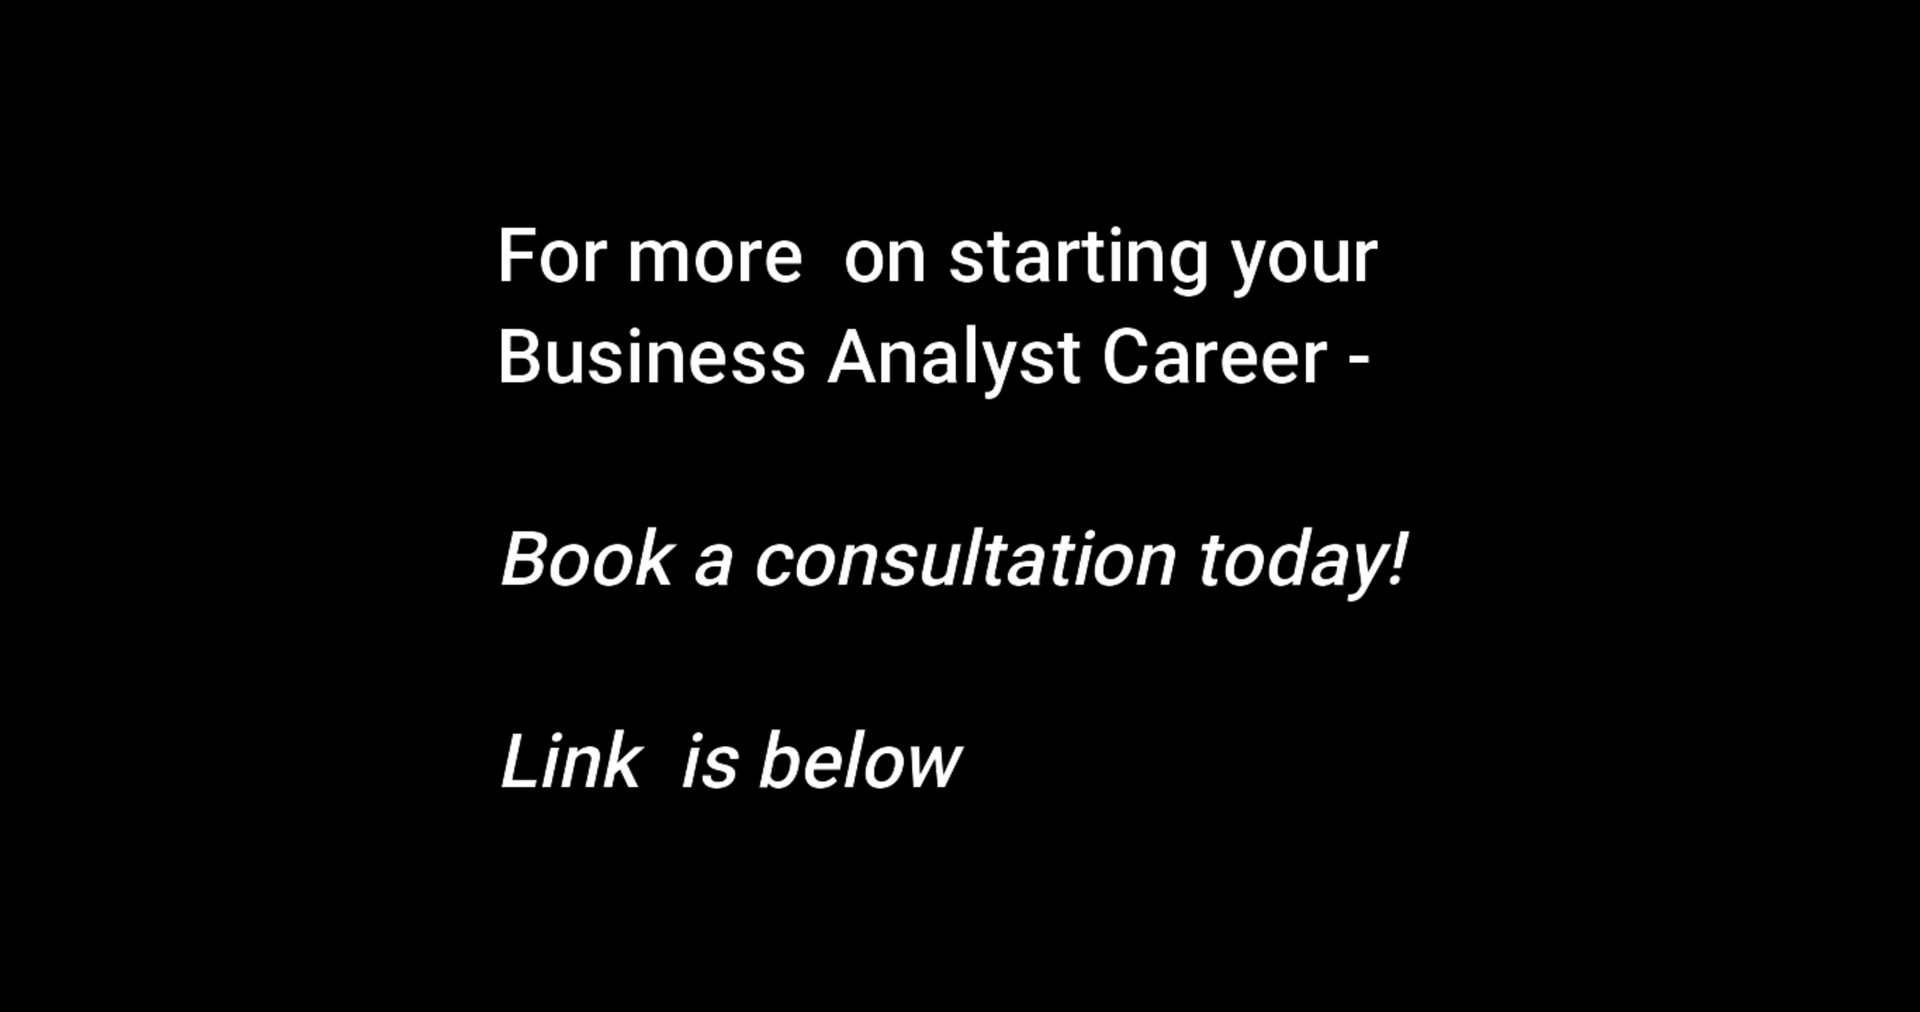 For more  on starting your
Business Analyst Career -
Book a consultation today!
Link  is below